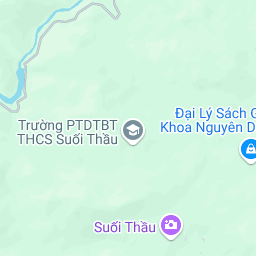 Trường PTDTBT
THCS Suối Thầu
Đại Lý Sách G
Khoa Nguyên D
Suối Thầu